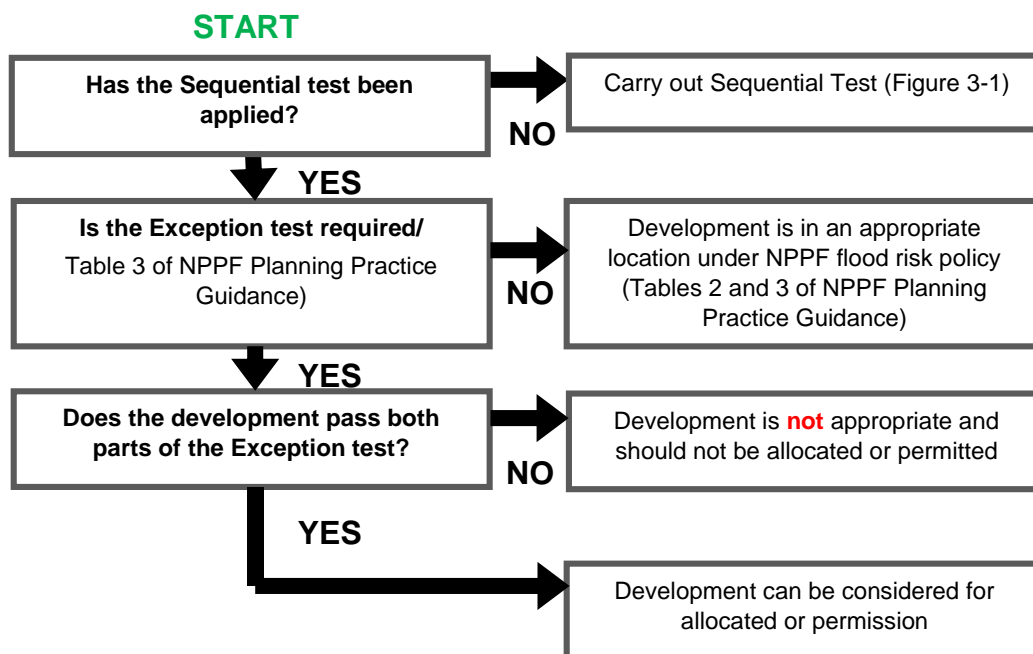 START
Has the Sequential test been
applied?
Carry out Sequential Test (Figure 3-1)
NO
YES
Is the Exception test required/
Table 3 of NPPF Planning Practice
Guidance)
Development is in an appropriate
location under NPPF flood risk policy
(Tables 2 and 3 of NPPF Planning
Practice Guidance)
NO
YES
Does the development pass both
parts of the Exception test?
Development is not appropriate and
should not be allocated or permitted
NO
YES
Development can be considered for
allocated or permission